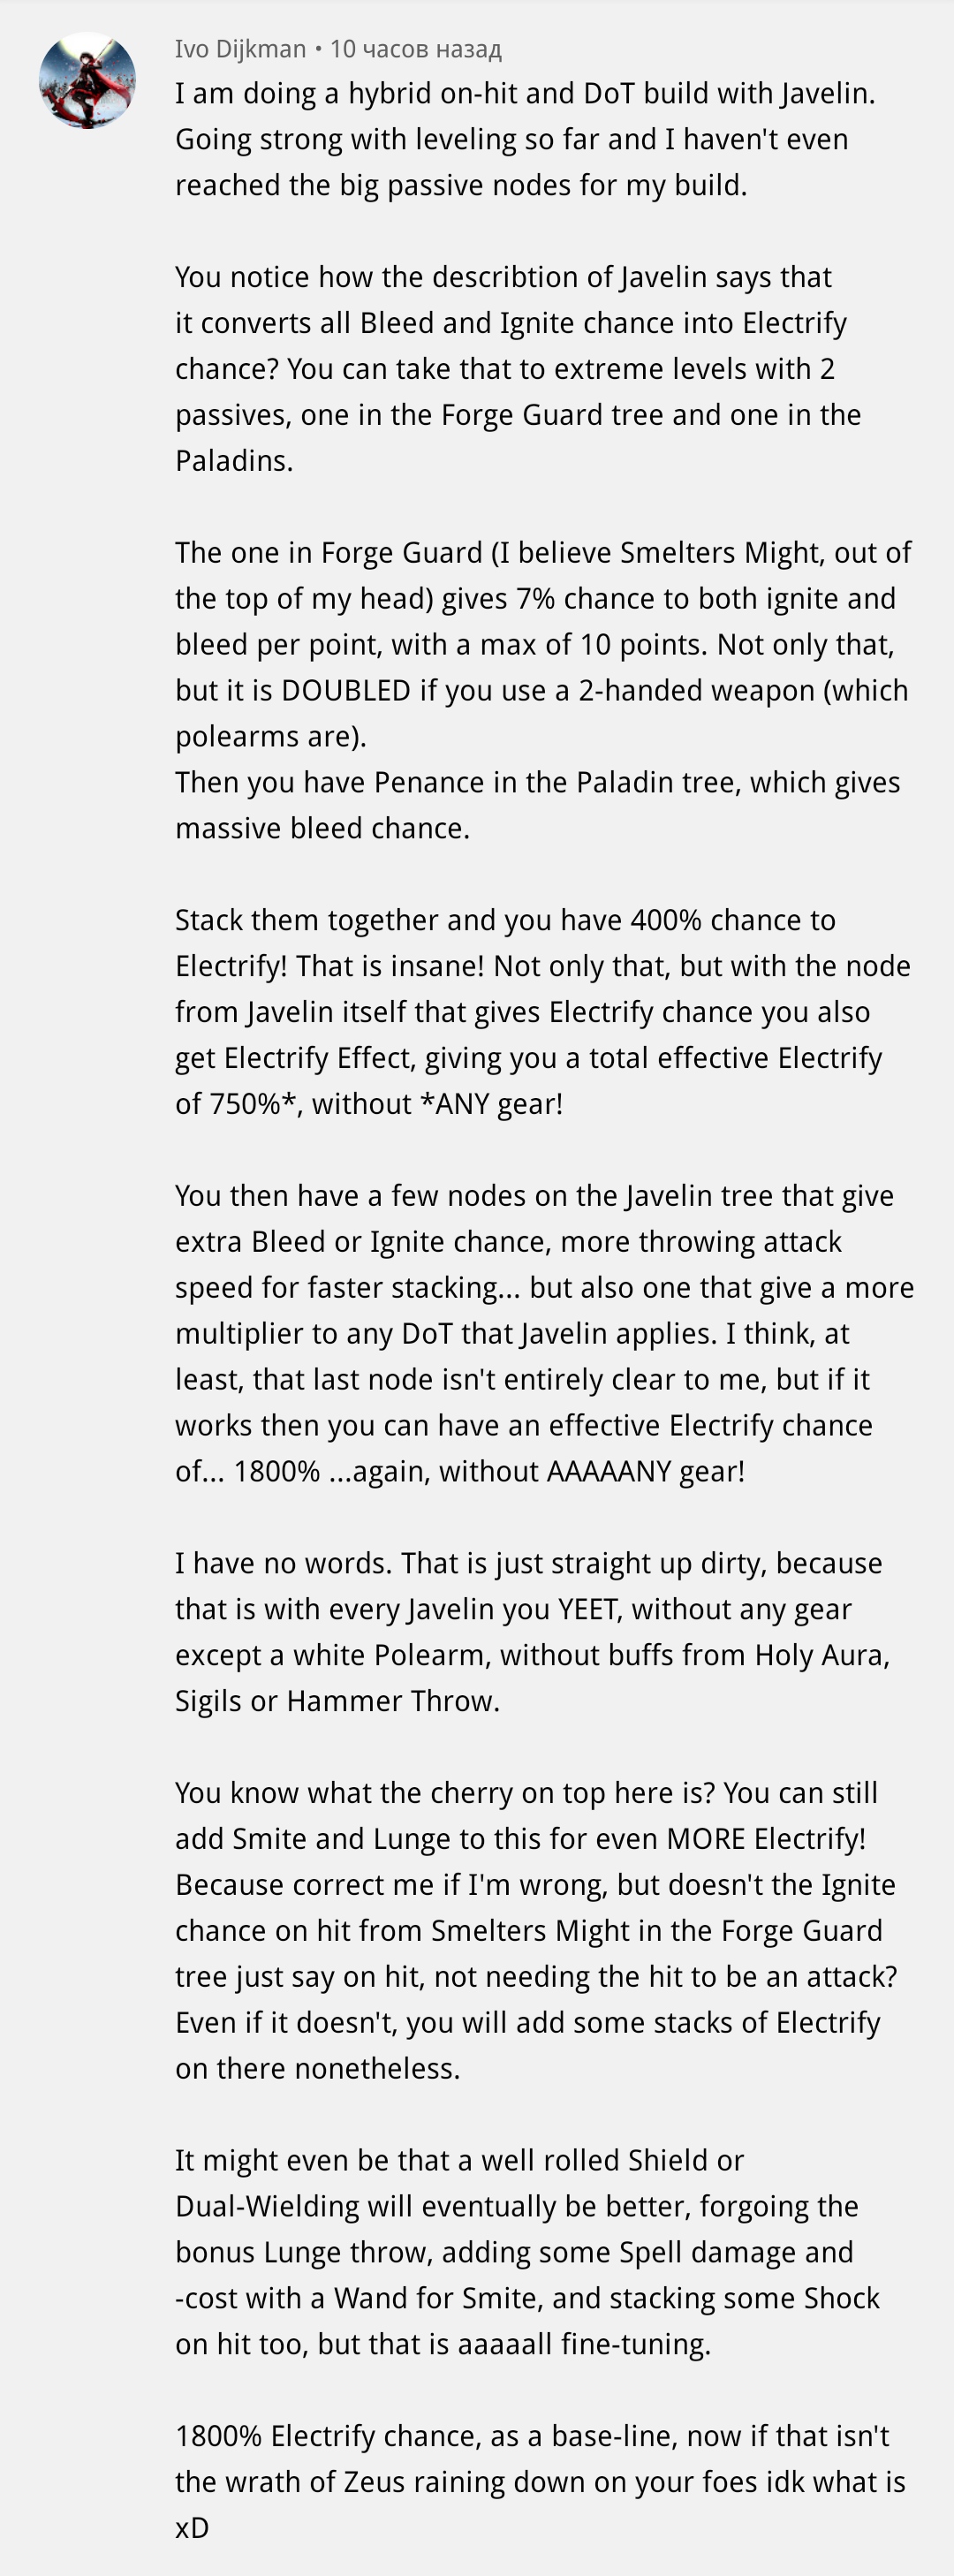 Ivo Dijkman • 10 часов назад
I am doing a hybrid on-hit and DoT build with Javelin.
Going strong with leveling so far and I haven't even
reached the big passive nodes for my build.
You notice how the describtion of Javelin says that
it converts all Bleed and Ignite chance into Electrify
chance? You can take that to extreme levels with 2
passives, one in the Forge Guard tree and one in the
Paladins.
The one in Forge Guard (I believe Smelters Might, out of
the top of my head) gives 7% chance to both ignite and
bleed per point, with a max of 10 points. Not only that,
but it is DOUBLED if you use a 2-handed weapon (which
polearms are).
Then you have Penance in the Paladin tree, which gives
massive bleed chance.
Stack them together and you have 400% chance to
Electrify! That is insane! Not only that, but with the node
from Javelin itself that gives Electrify chance you also
get Electrify Effect, giving you a total effective Electrify
of 750%*, without *ANY gear!
You then have a few nodes on the Javelin tree that give
extra Bleed or Ignite chance, more throwing attack
speed for faster stacking... but also one that give a more
multiplier to any DoT that Javelin applies. I think, at
least, that last node isn't entirely clear to me, but if it
works then you can have an effective Electrify chance
of... 1800% ...again, without AAAAANY gear!
I have no words. That is just straight up dirty, because
that is with every Javelin you YEET, without any gear
except a white Polearm, without buffs from Holy Aura,
Sigils or Hammer Throw.
You know what the cherry on top here is? You can still
add Smite and Lunge to this for even MORE Electrify!
Because correct me if I'm wrong, but doesn't the Ignite
chance on hit from Smelters Might in the Forge Guard
tree just say on hit, not needing the hit to be an attack?
Even if it doesn't, you will add some stacks of Electrify
on there nonetheless.
It might even be that a well rolled Shield or
Dual-Wielding will eventually be better, forgoing the
bonus Lunge throw, adding some Spell damage and
-cost with a Wand for Smite, and stacking some Shock
on hit too, but that is aaaaall fine-tuning.
1800% Electrify chance, as a base-line, now if that isn't
the wrath of Zeus raining down on your foes idk what is
xD